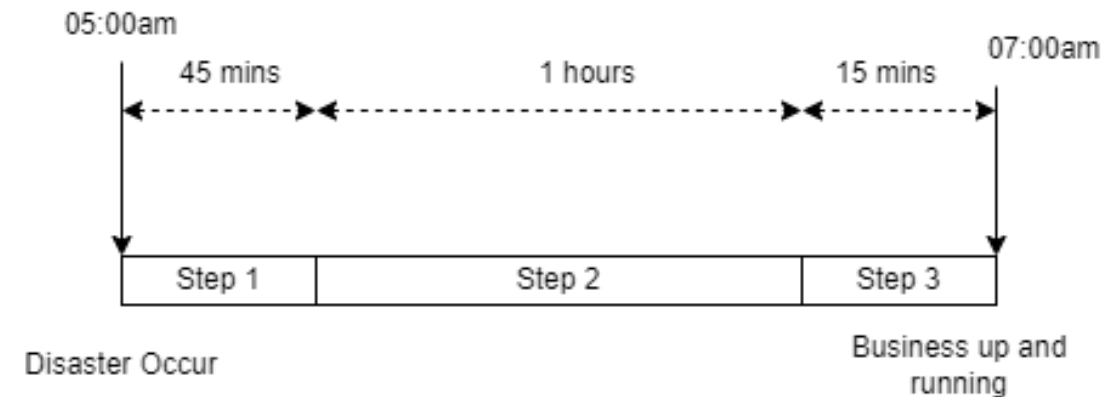 05:00am
07:00am
45 mins
1 hours
15 mins
Step 1
Step 2
Step 3
Disaster Occur
Business up and
running